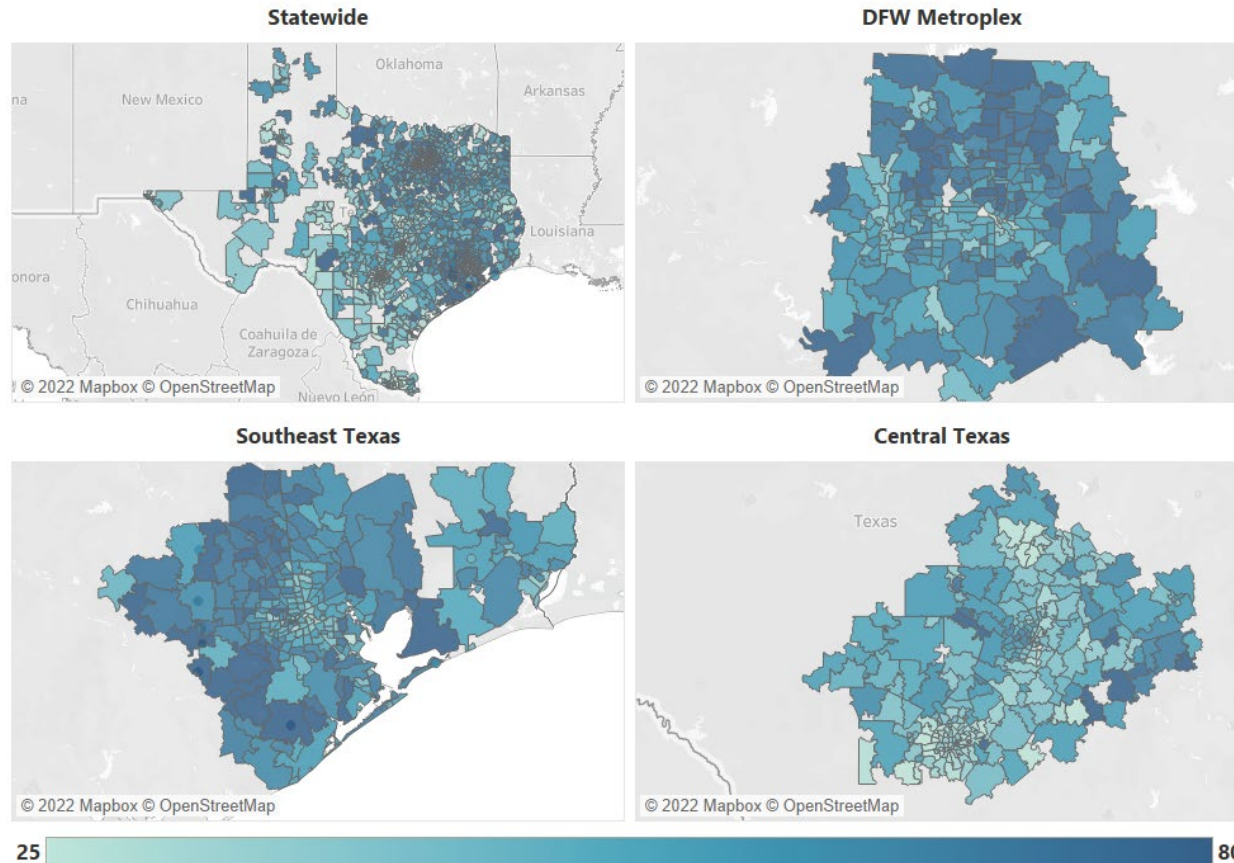 Statewide
DFW Metroplex
Oklahoma
New Mexico
Arkansas
Louisiana
Chihuahua
Coahuila de
Zaragoza
Nuevo León
© 2022 Mapbox © OpenStreetMap
© 2022 Mapbox © OpenStreetMap
Southeast Texas
Central Texas
Texas
© 2022 Mapbox © OpenStreetMap
© 2022 Mapbox © OpenStreetMap
25
80